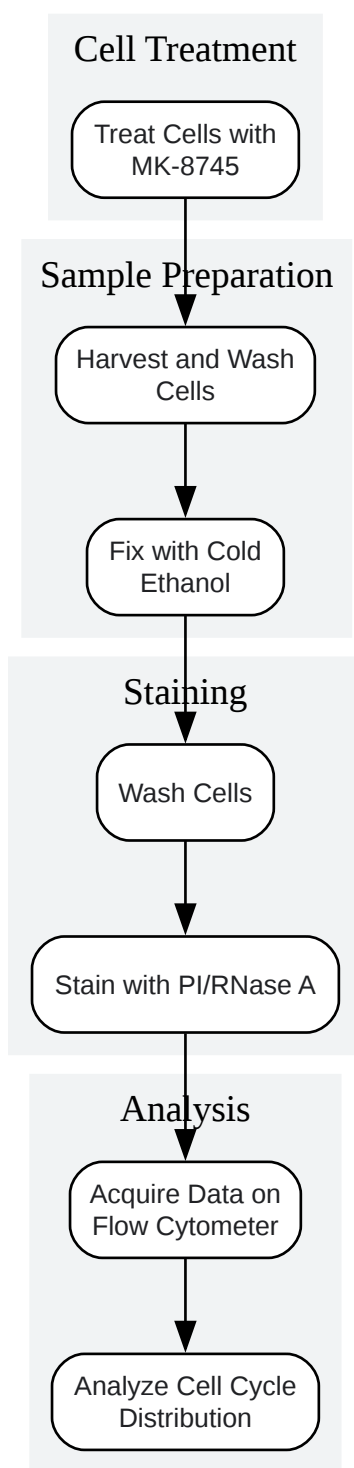 Cell Treatment
Treat Cells with
MK-8745
Sample Preparation
Harvest and Wash
Cells
Fix with Cold
Ethanol
Staining
Wash Cells
Stain with PI/RNase A
Analysis
Acquire Data on
Flow Cytometer
Analyze Cell Cycle
Distribution